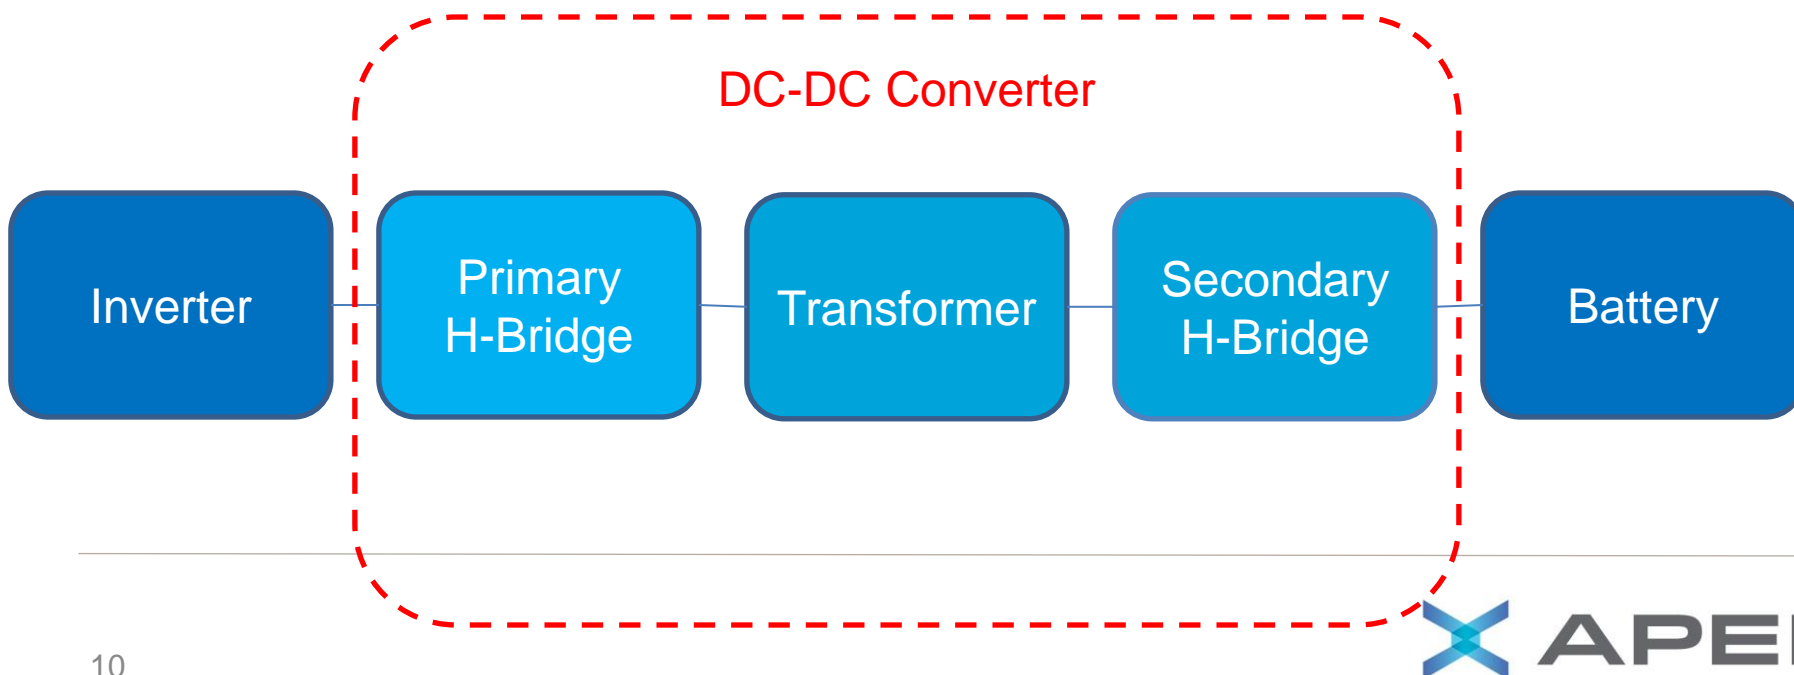 DC-DC Converter
Inverter
Primary
H-Bridge
Transformer
Secondary
H-Bridge
Battery
10